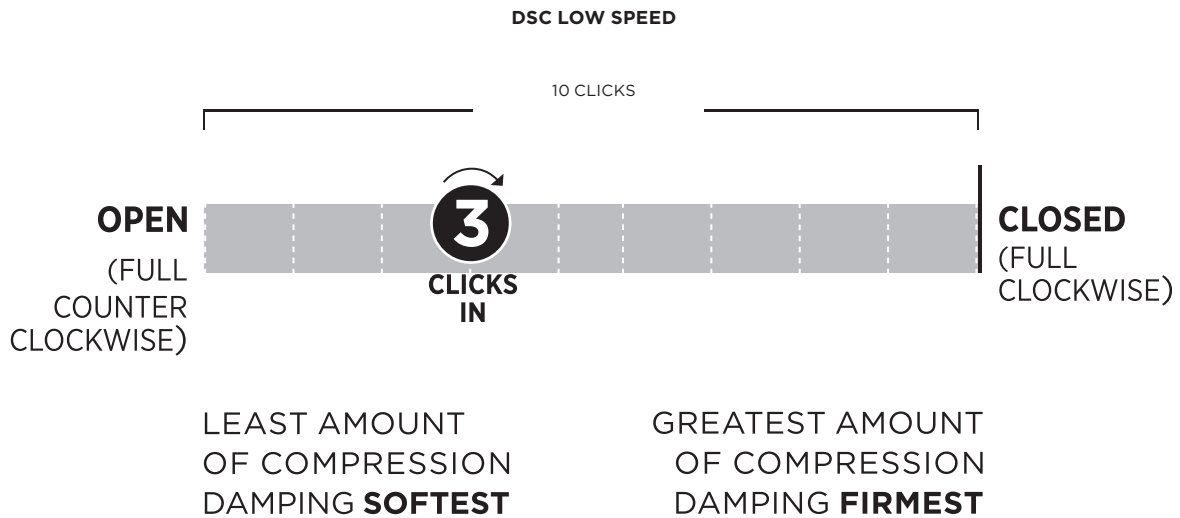 DSC LOW SPEED
10 CLICKS
OPEN
(FULL
COUNTER
CLOCKWISE)
3
CLICKS
IN
CLOSED
(FULL
CLOCKWISE)
LEAST AMOUNT
OF COMPRESSION
DAMPING SOFTEST
GREATEST AMOUNT
OF COMPRESSION
DAMPING FIRMEST